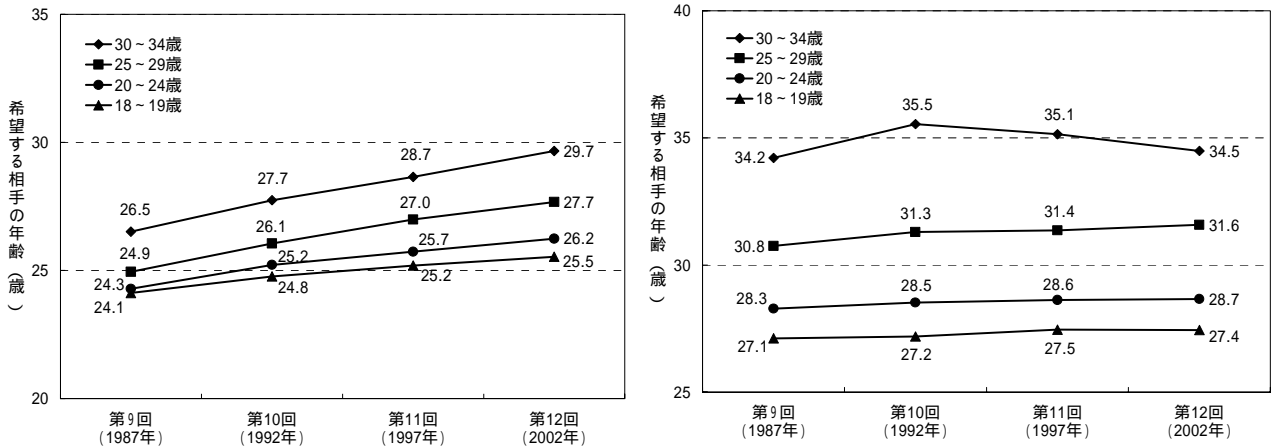 35
30
25
20
希望する相手の年齢（歳）
30～34歳
25～29歳
20～24歳
18～19歳
26.5
27.7
28.7
29.7
24.9
26.1
27.0
27.7
24.3
25.2
25.7
26.2
24.1
24.8
25.2
25.5
第9回
(1987年)
第10回
(1992年)
第11回
(1997年)
第12回
(2002年)
40
35
30
25
希望する相手の年齢（歳）
30～34歳
25～29歳
20～24歳
18～19歳
34.2
35.5
35.1
34.5
30.8
31.3
31.4
31.6
28.3
28.5
28.6
28.7
27.1
27.2
27.5
27.4
第9回
(1987年)
第10回
(1992年)
第11回
(1997年)
第12回
(2002年)